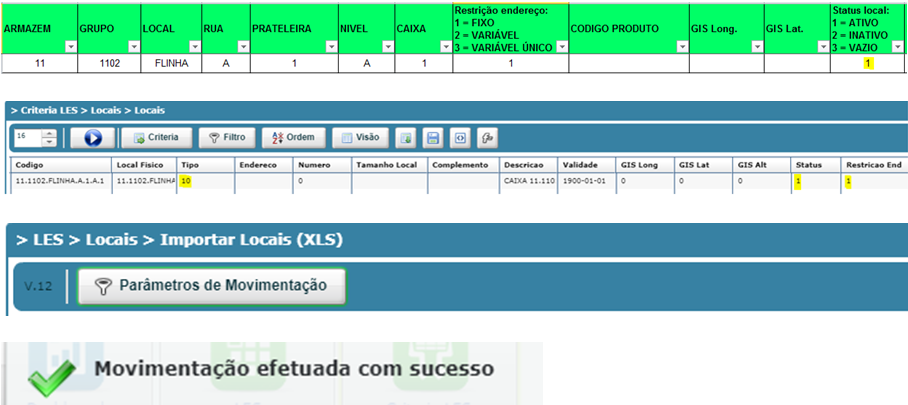 ARMAZEM GRUPO LOCAL RUA PRATELEIRA NIVEL CAIXA Restrição endereço: 1 = FIXO 2 = VARIÁVEL 3 = VARIÁVEL ÚNICO CODIGO PRODUTO GIS Long. GIS Lat. Status local: 1 = ATIVO 2 = INATIVO 3 = VAZIO
11 1102 FLINHA A 1 A 1 1 1
> Criteria LES > Locais > Locais
16 Criteria Filtro Ordem Visão
Codigo Local Fisico Tipo Endereco Numero Tamanho Local Complemento Descricao Validade GIS Long GIS Lat GIS Alt Status Restricao End
11.1102.FLINHA.A.1.A.1 11.1102.FLINHA 10 0 CAIXA 11.110 1900-01-01 0 0 0 1 1
> LES > Locais > Importar Locais (XLS)
V.12 Parâmetros de Movimentação
Movimentação efetuada com sucesso